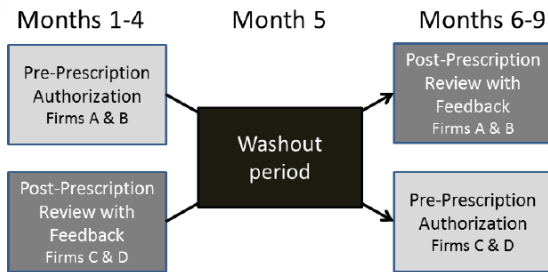 Months 1-4
Month 5
Months 6-9
Pre-Prescription
Authorization
Firms A & B
Post-Prescription
Review with
Feedback
Firms C & D
Washout
period
Post-Prescription
Review with
Feedback
Firms A & B
Pre-Prescription
Authorization
Firms C & D